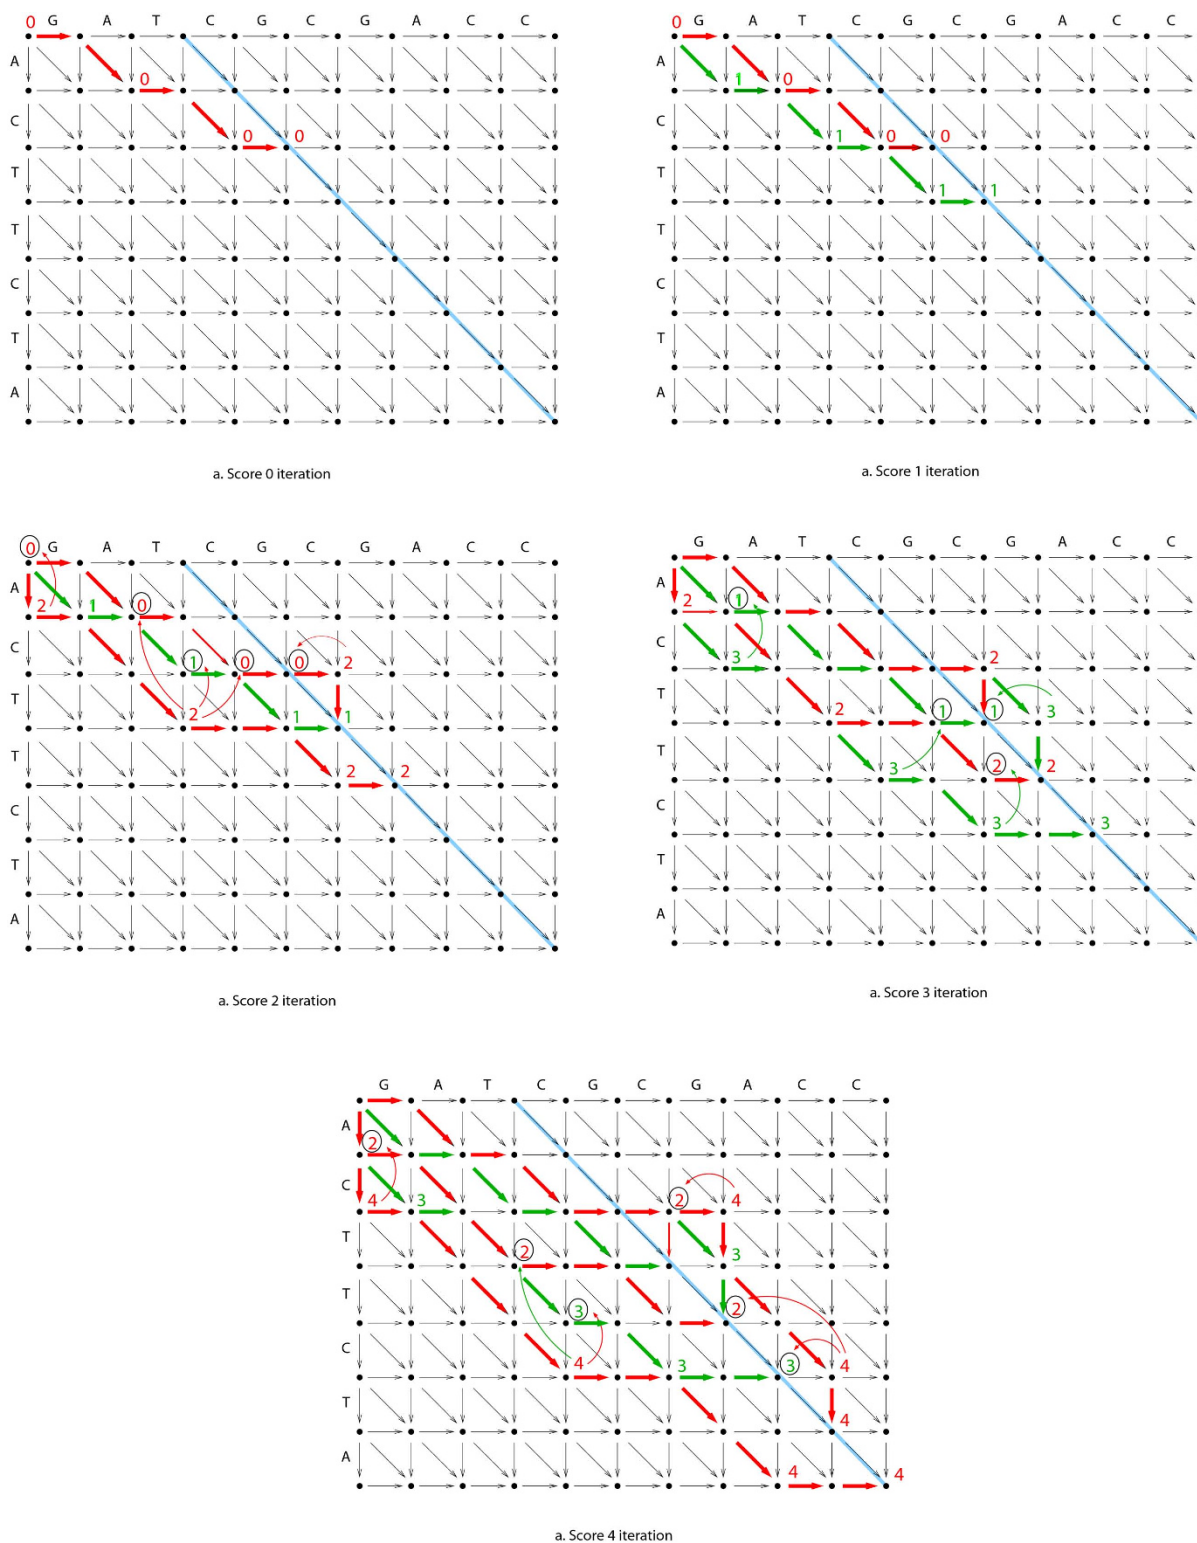 0 G A T C G C G A C C
A
0
C
0 0
T
T
C
T
A
a. Score 0 iteration
0 G A T C G C G A C C
A
1 0
C
1 0 0
T
1 1
T
C
T
A
a. Score 1 iteration
0 G A T C G C G A C C
A
2 1 0
C
1 0 0 2
T
2 1 1
T
2 2
C
T
A
a. Score 2 iteration
G A T C G C G A C C
A
2 1
C
3 2
T
2 1 1 3
T
3 2 2
C
3 3
T
A
a. Score 3 iteration
G A T C G C G A C C
A
2
C
4 3 2 4
T
2 3
T
3 2
C
4 3 3 4
T
4
A
4 4
a. Score 4 iteration